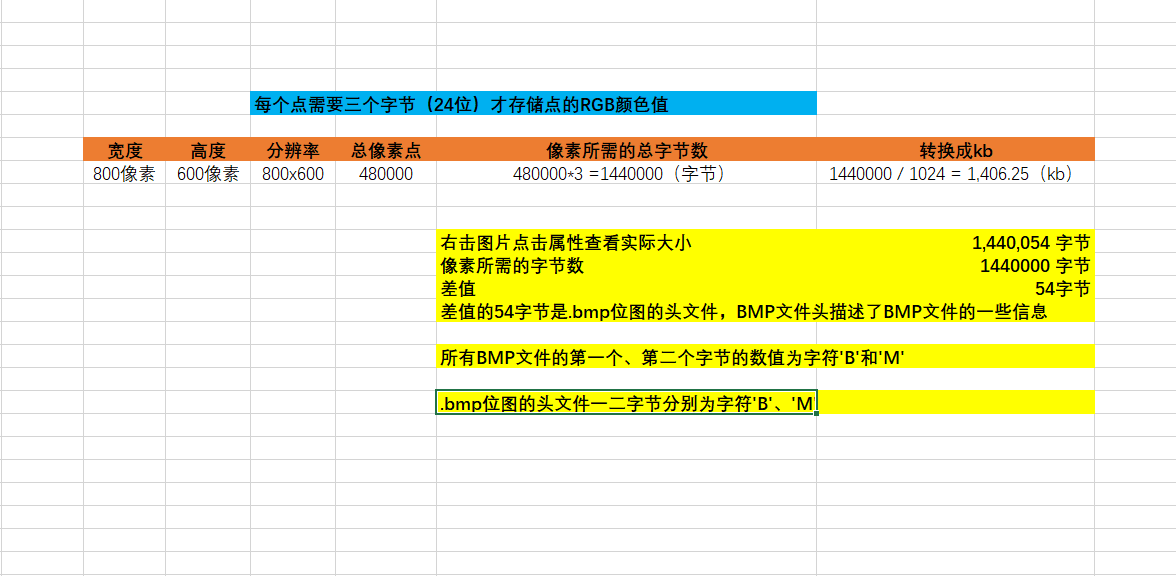 每个点需要三个字节（24位）才存储点的RGB颜色值
宽度 高度 分辨率 总像素点 像素所需的总字节数 转换成kb
800像素 600像素 800x600 480000 480000*3 =1440000（字节） 1440000 / 1024 = 1,406.25（kb）
右击图片点击属性查看实际大小 1,440,054 字节
像素所需的字节数 1440000 字节
差值 54字节
差值的54字节是.bmp位图的头文件，BMP文件头描述了BMP文件的一些信息
所有BMP文件的第一个、第二个字节的数值为字符'B'和'M'
.bmp位图的头文件一二字节分别为字符'B'、'M'